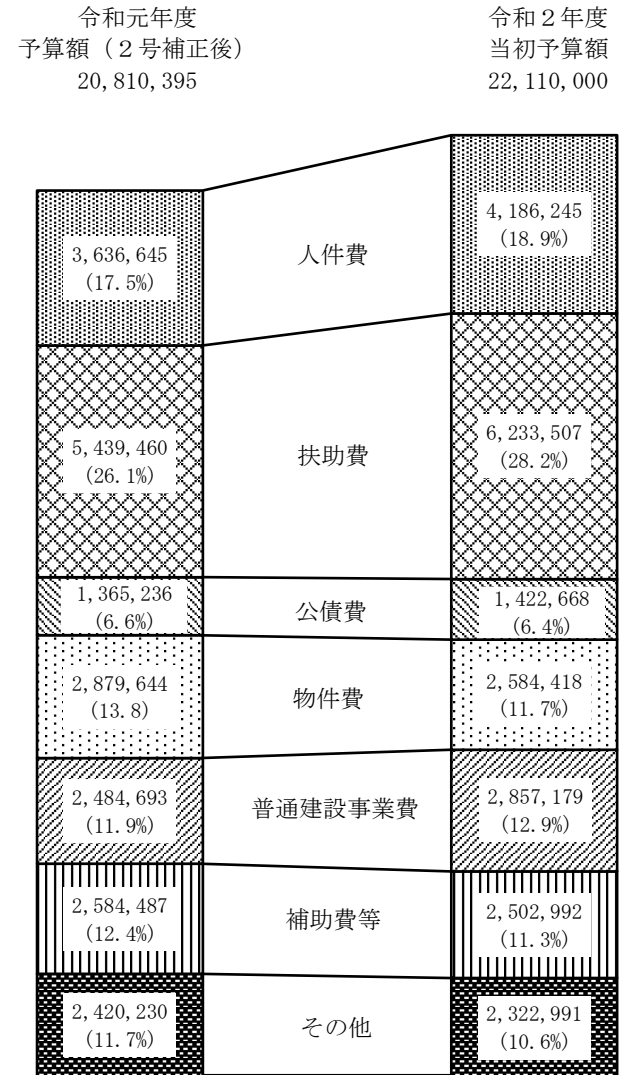 令和元年度
予算額（２号補正後）
20,810,395
令和２年度
当初予算額
22,110,000
3,636,645
(17.5%)
人件費
4,186,245
(18.9%)
5,439,460
(26.1%)
扶助費
6,233,507
(28.2%)
1,365,236
(6.6%)
公債費
1,422,668
(6.4%)
2,879,644
(13.8)
物件費
2,584,418
(11.7%)
2,484,693
(11.9%)
普通建設事業費
2,857,179
(12.9%)
2,584,487
(12.4%)
補助費等
2,502,992
(11.3%)
2,420,230
(11.7%)
その他
2,322,991
(10.6%)